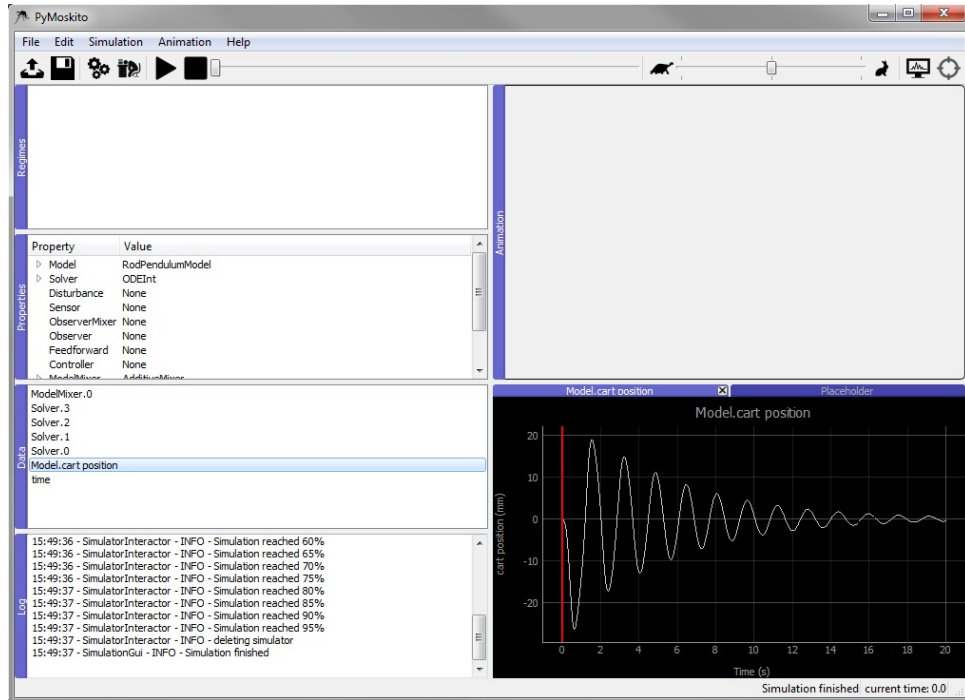 PyMoskito
File Edit Simulation Animation Help
Regimes
Animation
Properties
Property Value
Model RodPendulumModel
Solver ODEInt
Disturbance None
Sensor None
ObserverMixer None
Observer None
Feedforward None
Controller None
ModelMixer AdditiveMixer
Data
ModelMixer.0
Solver.3
Solver.2
Solver.1
Solver.0
Model.cart position
time
Log
15:49:36 - SimulatorInteractor - INFO - Simulation reached 60%
15:49:36 - SimulatorInteractor - INFO - Simulation reached 65%
15:49:36 - SimulatorInteractor - INFO - Simulation reached 70%
15:49:36 - SimulatorInteractor - INFO - Simulation reached 75%
15:49:37 - SimulatorInteractor - INFO - Simulation reached 80%
15:49:37 - SimulatorInteractor - INFO - Simulation reached 85%
15:49:37 - SimulatorInteractor - INFO - Simulation reached 90%
15:49:37 - SimulatorInteractor - INFO - Simulation reached 95%
15:49:37 - SimulatorInteractor - INFO - deleting simulator
15:49:37 - SimulationGui - INFO - Simulation finished
Model.cart position Placeholder
Model.cart position
cart position (mm)
20
10
0
-10
-20
0 2 4 6 8 10 12 14 16 18 20
Time (s)
Simulation finished current time: 0.0